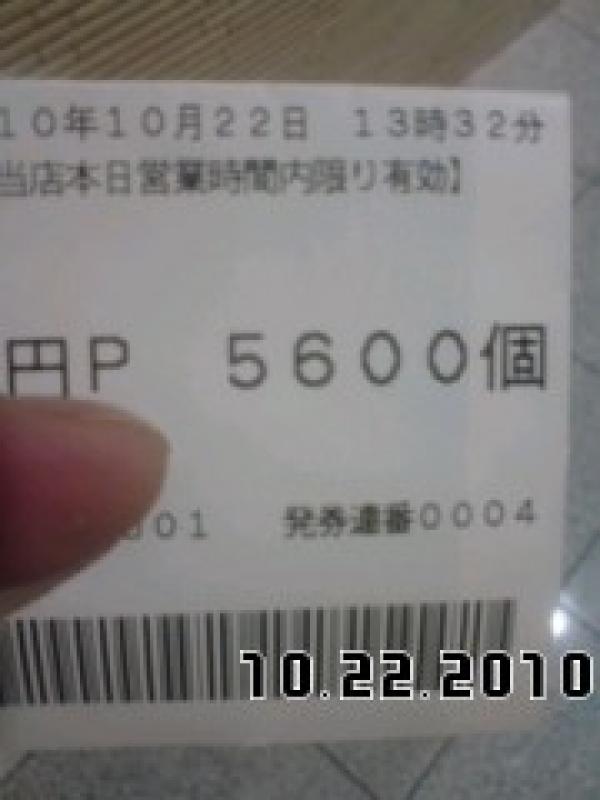 10年10月22日 13時32分
当店本日営業時間内限り有効】
円P 5600個
01 発券連番0004
10.22.2010